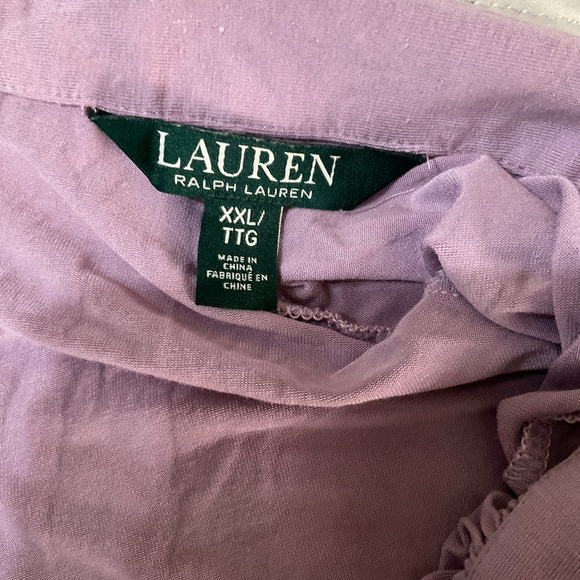 LAUREN
RALPH LAUREN
XXL/
TTG
MADE IN
CHINA
FABRIQUÉ EN
CHINE